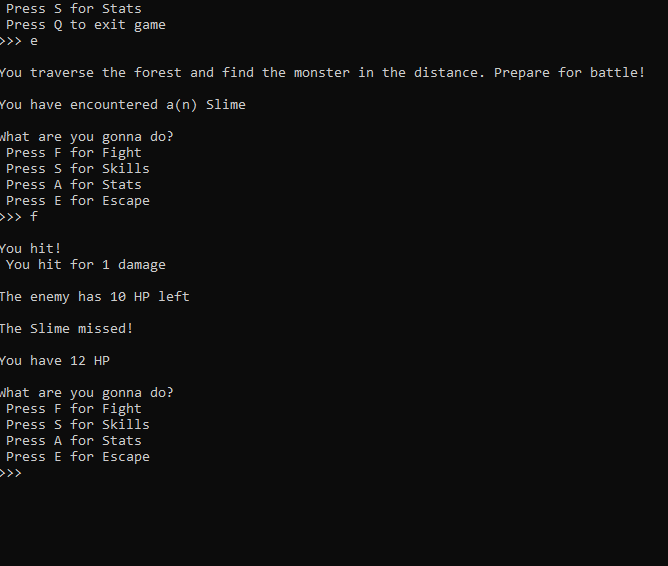 Press S for Stats
Press Q to exit game
>>> e
You traverse the forest and find the monster in the distance. Prepare for battle!
You have encountered a(n) Slime
What are you gonna do?
Press F for Fight
Press S for Skills
Press A for Stats
Press E for Escape
>>> f
You hit!
You hit for 1 damage
The enemy has 10 HP left
The Slime missed!
You have 12 HP
What are you gonna do?
Press F for Fight
Press S for Skills
Press A for Stats
Press E for Escape
>>>